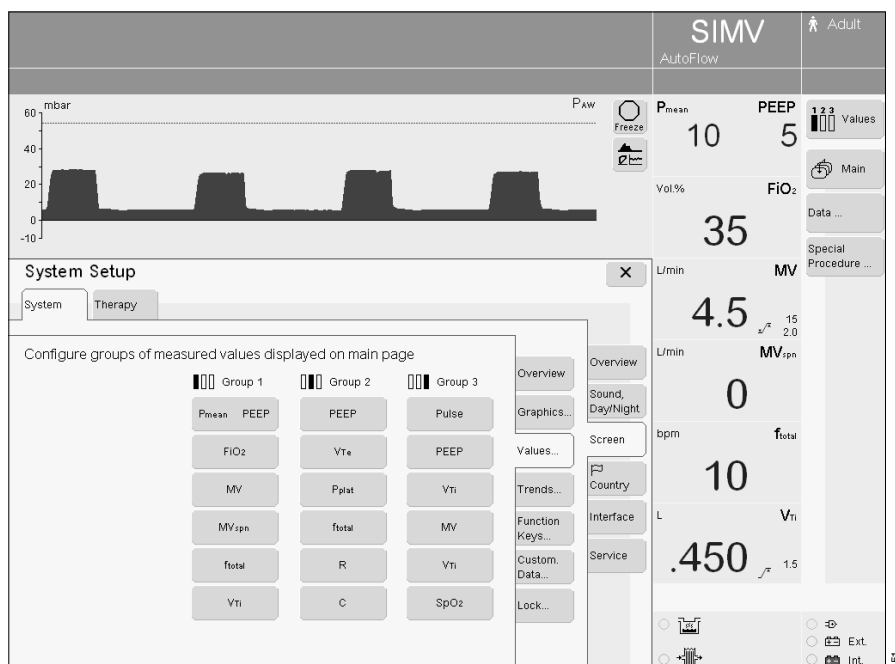 SIMV
AutoFlow
Adult
mbar
PAW
60
40
20
0
-10
Freeze
Pmean PEEP
10 5
Vol.% FiO2
35
L/min MV
4.5 15
2.0
L/min MVspn
0
bpm ftotal
10
L VTi
.450 1.5
1 2 3
Values
Main
Data ...
Special
Procedure ...
System Setup
System Therapy
Configure groups of measured values displayed on main page
Group 1 Group 2 Group 3
Pmean PEEP PEEP Pulse
FiO2 VTe PEEP
MV Pplat VTi
MVspn ftotal MV
ftotal R VTi
VTi C SpO2
Overview
Graphics...
Values...
Trends...
Function
Keys...
Custom.
Data...
Lock...
Overview
Sound,
Day/Night
Screen
Country
Interface
Service
Ext.
Int.